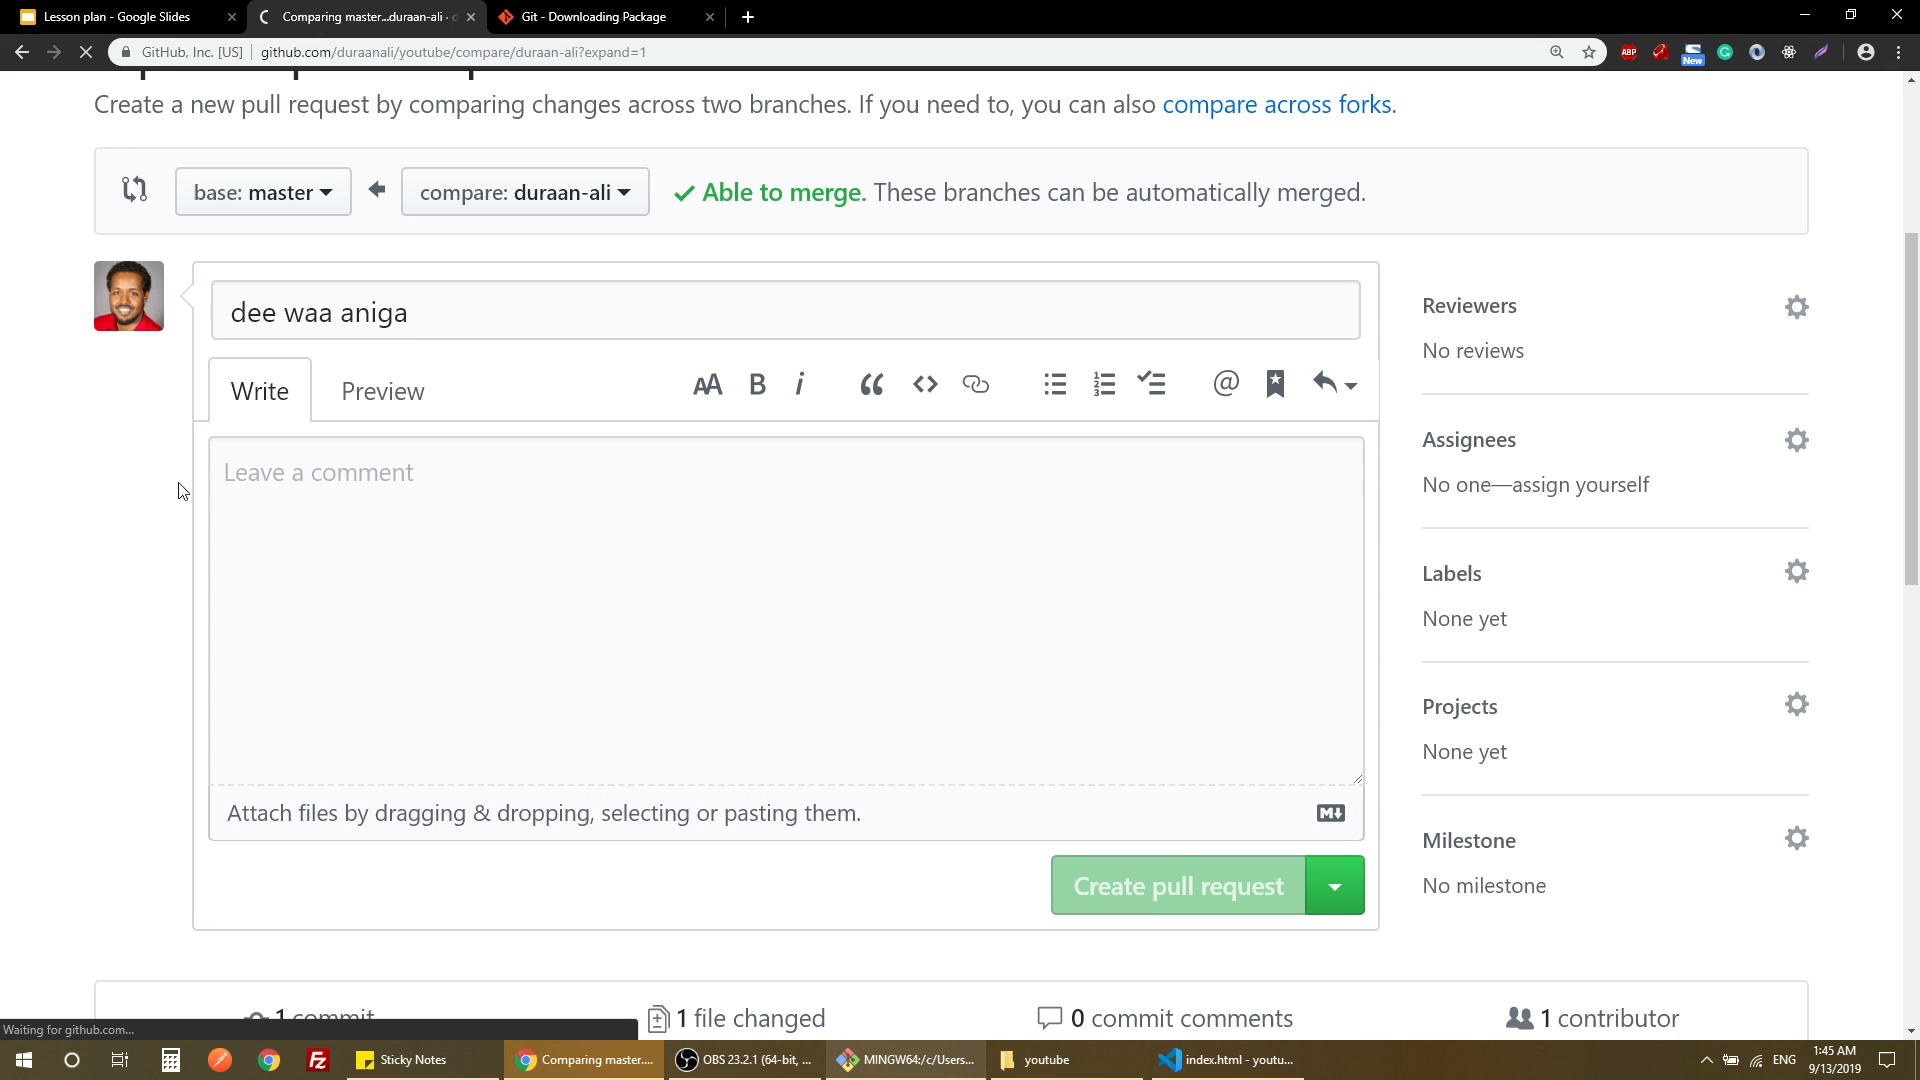 Lesson plan - Google Slides
Comparing master...duraan-ali · d
Git - Downloading Package
GitHub, Inc. [US] github.com/duraanali/youtube/compare/duraan-ali?expand=1
ABP
New
Create a new pull request by comparing changes across two branches. If you need to, you can also compare across forks.
base: master
compare: duraan-ali
Able to merge. These branches can be automatically merged.
dee waa aniga
Write
Preview
Leave a comment
Attach files by dragging & dropping, selecting or pasting them.
Create pull request
Reviewers
No reviews
Assignees
No one—assign yourself
Labels
None yet
Projects
None yet
Milestone
No milestone
1 commit
1 file changed
0 commit comments
1 contributor
Waiting for github.com...
Sticky Notes
Comparing master....
OBS 23.2.1 (64-bit, ...
MINGW64:/c/Users...
youtube
index.html - youtu...
ENG
1:45 AM
9/13/2019